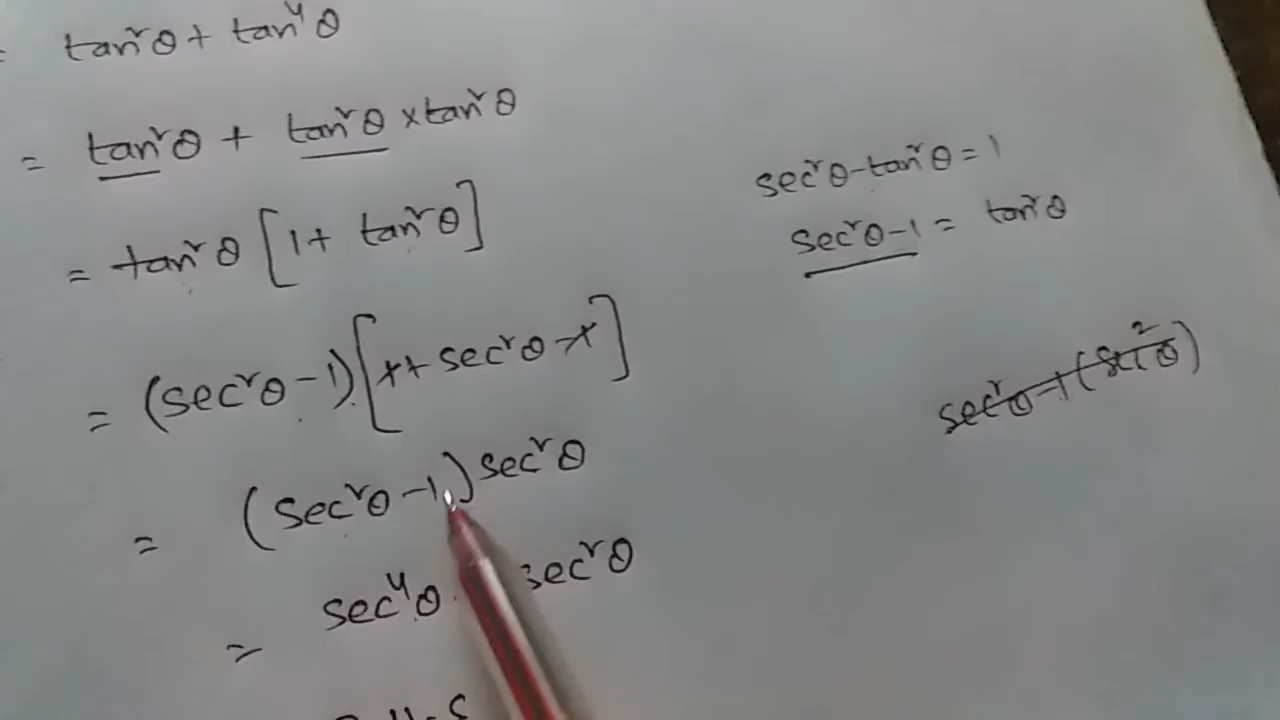 = tan²θ + tan⁴θ
= tan²θ + tan²θ × tan²θ
= tan²θ [1 + tan²θ]
= (sec²θ - 1) [1 + sec²θ - 1]
= (sec²θ - 1) sec²θ
= sec⁴θ sec²θ
sec²θ - tan²θ = 1
sec²θ - 1 = tan²θ
sec²θ - 1 (sec²θ)